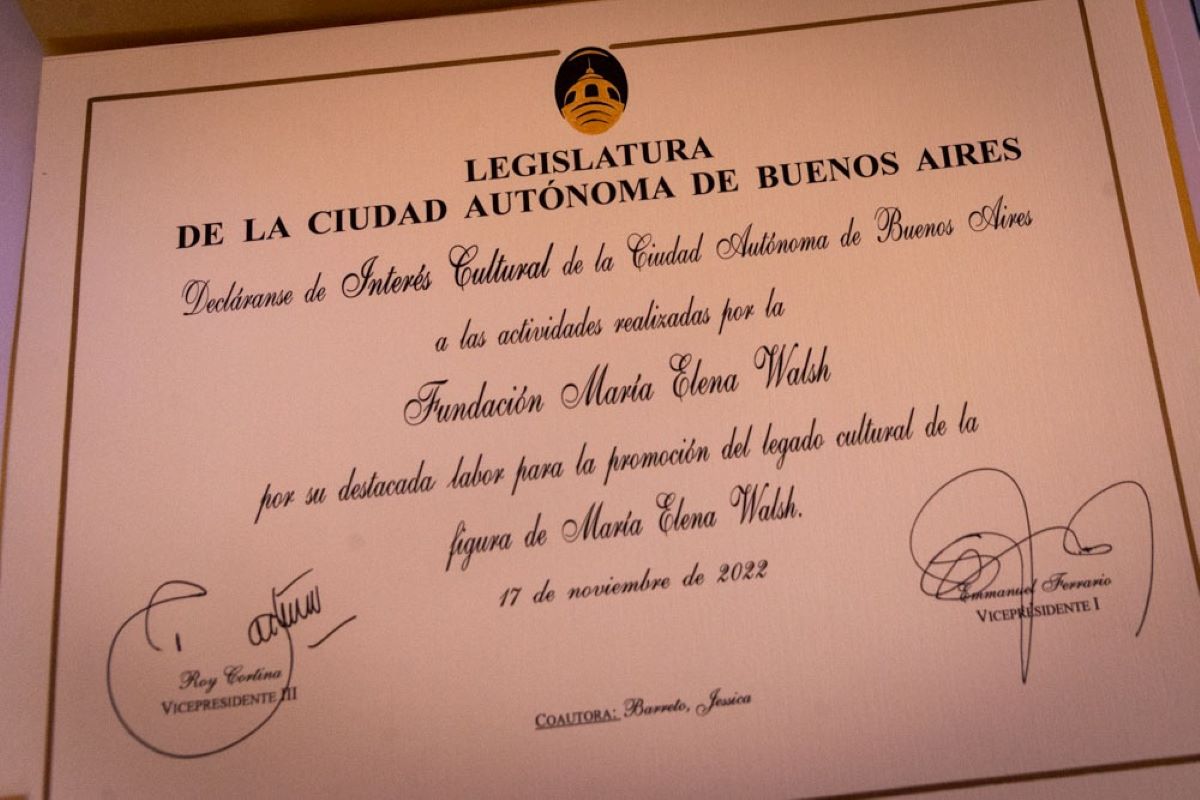 LEGISLATURA
DE LA CIUDAD AUTÓNOMA DE BUENOS AIRES
Decláranse de Interés Cultural de la Ciudad Autónoma de Buenos Aires
a las actividades realizadas por la
Fundación María Elena Walsh
por su destacada labor para la promoción del legado cultural de la
figura de María Elena Walsh.
17 de noviembre de 2022
Emmanuel Ferrario
VICEPRESIDENTE I
Roy Cortina
VICEPRESIDENTE III
COAUTORA: Barreto, Jessica